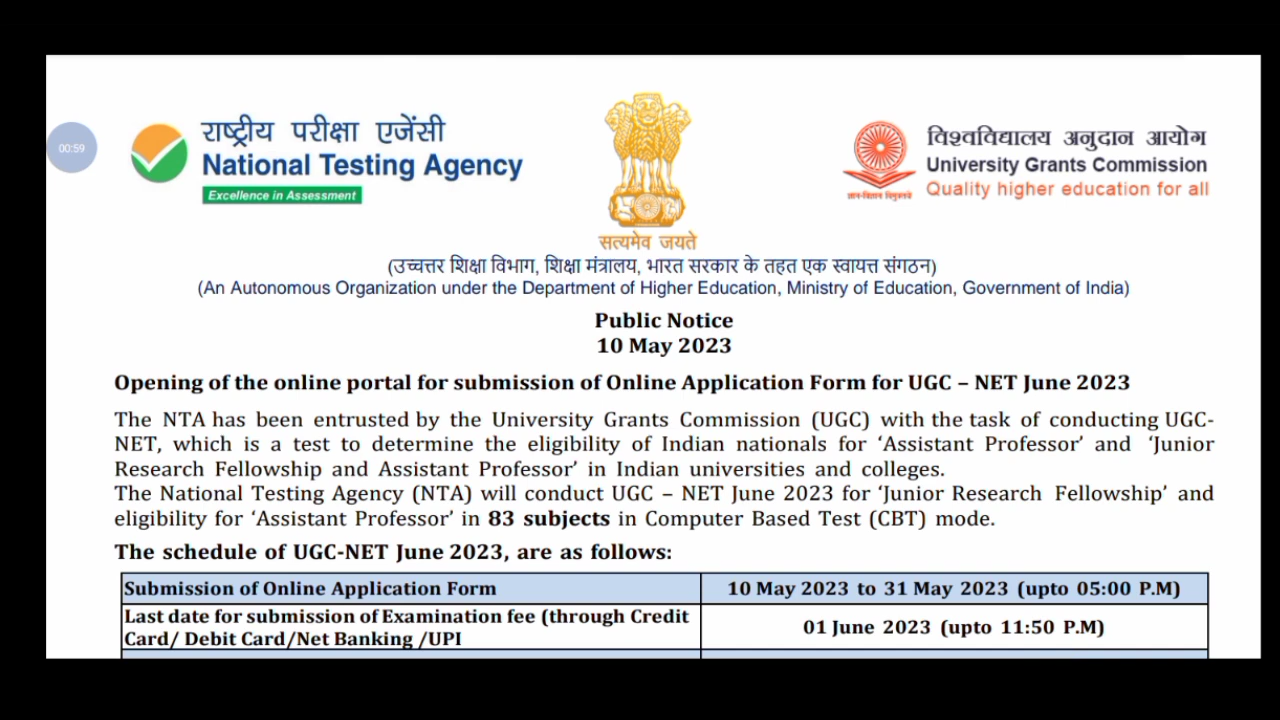 00:59
राष्ट्रीय परीक्षा एजेंसी
National Testing Agency
Excellence in Assessment
सत्यमेव जयते
विश्वविद्यालय अनुदान आयोग
University Grants Commission
Quality higher education for all
ज्ञान-विज्ञान विमुक्तये
(उच्चत्तर शिक्षा विभाग, शिक्षा मंत्रालय, भारत सरकार के तहत एक स्वायत्त संगठन)
(An Autonomous Organization under the Department of Higher Education, Ministry of Education, Government of India)
Public Notice
10 May 2023
Opening of the online portal for submission of Online Application Form for UGC – NET June 2023
The NTA has been entrusted by the University Grants Commission (UGC) with the task of conducting UGC-
NET, which is a test to determine the eligibility of Indian nationals for ‘Assistant Professor’ and ‘Junior
Research Fellowship and Assistant Professor’ in Indian universities and colleges.
The National Testing Agency (NTA) will conduct UGC – NET June 2023 for ‘Junior Research Fellowship’ and
eligibility for ‘Assistant Professor’ in 83 subjects in Computer Based Test (CBT) mode.
The schedule of UGC-NET June 2023, are as follows:
Submission of Online Application Form 10 May 2023 to 31 May 2023 (upto 05:00 P.M)
Last date for submission of Examination fee (through Credit
Card/ Debit Card/Net Banking /UPI 01 June 2023 (upto 11:50 P.M)